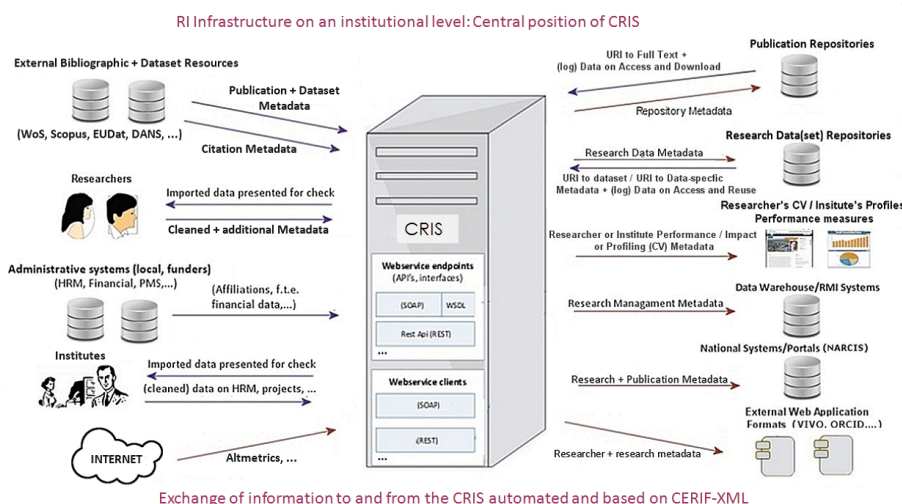 RI Infrastructure on an institutional level: Central position of CRIS
External Bibliographic + Dataset Resources
(WoS, Scopus, EUDat, DANS, ...)
Publication + Dataset
Metadata
Citation Metadata
Researchers
Imported data presented for check
Cleaned + additional Metadata
Administrative systems (local, funders)
(HRM, Financial, PMS,...)
(Affiliations, f.t.e.
financial data,...)
Institutes
Imported data presented for check
(cleaned) data on HRM, projects, ...
INTERNET
Altmetrics, ...
CRIS
Webservice endpoints
(API's, interfaces)
(SOAP)
WSDL
Rest Api (REST)
...
Webservice clients
(SOAP)
(REST)
...
Publication Repositories
URI to Full Text +
(log) Data on Access and Download
Repository Metadata
Research Data(set) Repositories
Research Data Metadata
URI to dataset / URI to Data-specfic
Metadata + (log) Data on Access and Reuse
Researcher's CV / Insitute's Profiles
Performance measures
Researcher or Institute Performance / Impact
or Profiling (CV) Metadata
Data Warehouse/RMI Systems
Research Managament Metadata
National Systems/Portals (NARCIS)
Research + Publication Metadata
External Web Application
Formats (VIVO, ORCID....)
Researcher + research metadata
Exchange of information to and from the CRIS automated and based on CERIF-XML